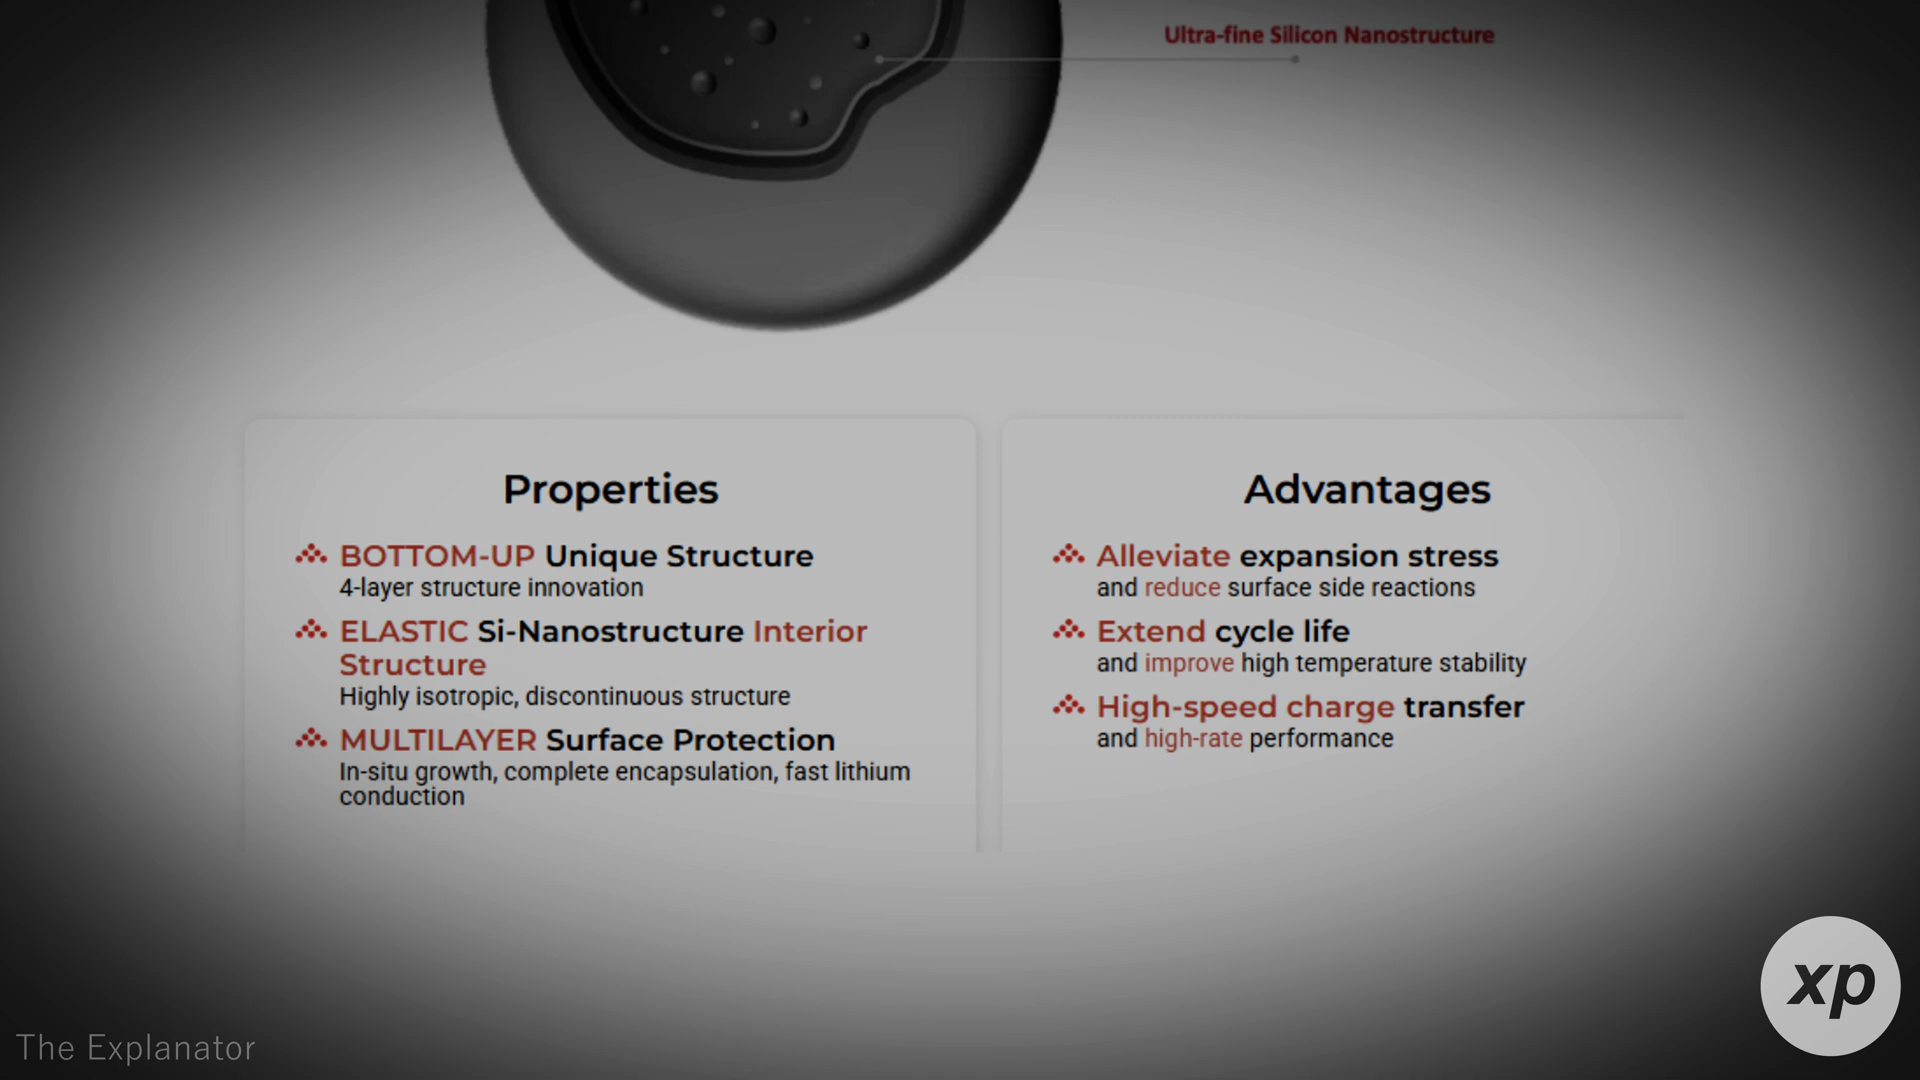 Ultra-fine Silicon Nanostructure
Properties
BOTTOM-UP Unique Structure
4-layer structure innovation
ELASTIC Si-Nanostructure Interior
Structure
Highly isotropic, discontinuous structure
MULTILAYER Surface Protection
In-situ growth, complete encapsulation, fast lithium
conduction
Advantages
Alleviate expansion stress
and reduce surface side reactions
Extend cycle life
and improve high temperature stability
High-speed charge transfer
and high-rate performance
xp
The Explanator